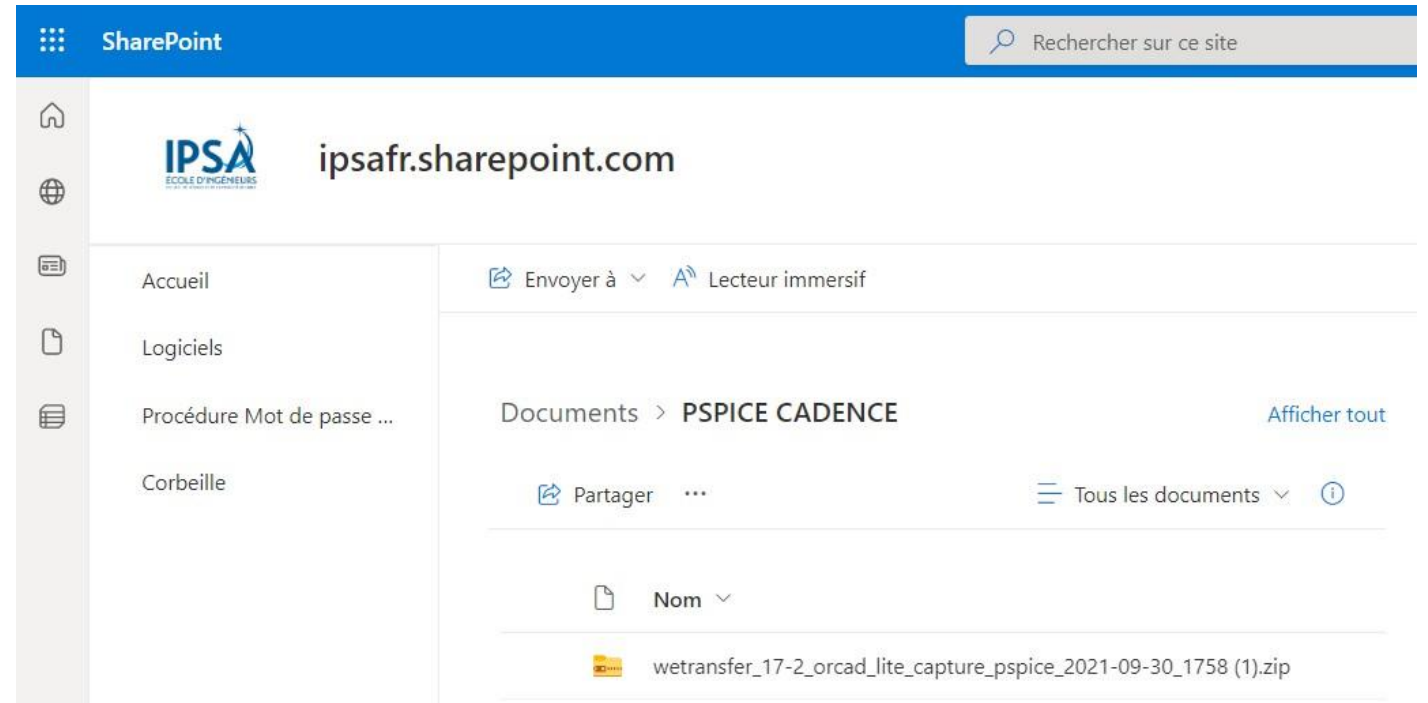 SharePoint
Rechercher sur ce site
IPSA
ÉCOLE D'INGÉNIEURS
ipsafr.sharepoint.com
Accueil
Logiciels
Procédure Mot de passe ...
Corbeille
Envoyer à
Lecteur immersif
Documents > PSPICE CADENCE
Afficher tout
Partager ...
Tous les documents
Nom
wetransfer_17-2_orcad_lite_capture_pspice_2021-09-30_1758 (1).zip